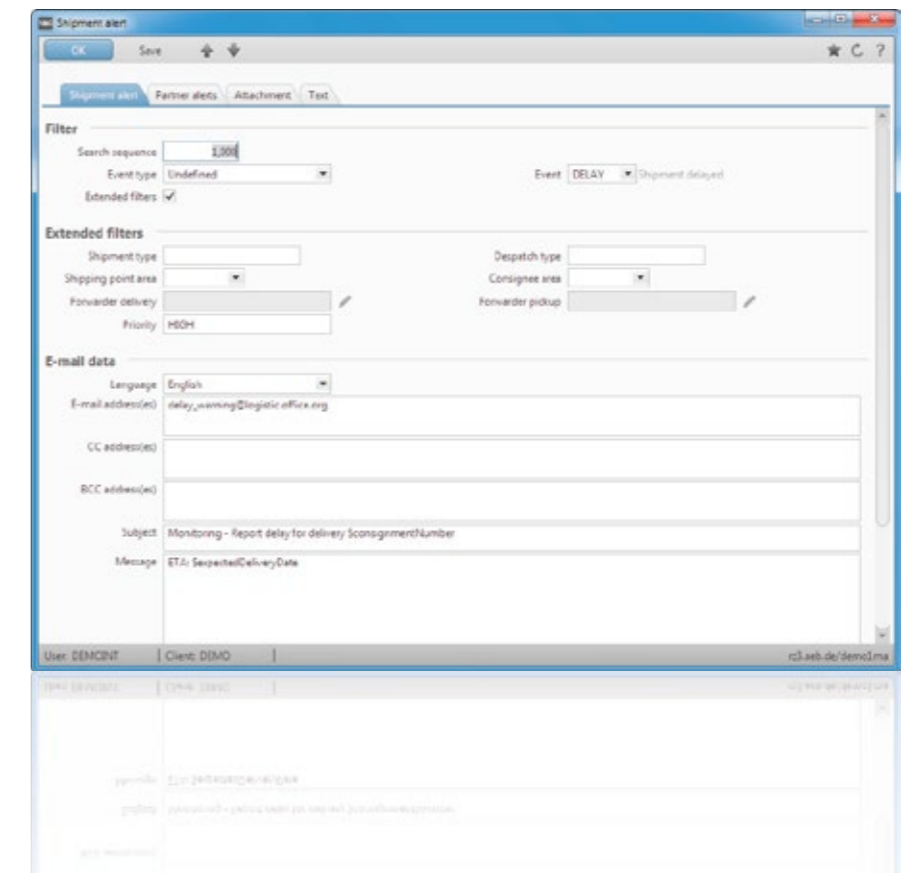 Shipment alert
OK Save ?
Shipment alert Partner alerts Attachment Text
Filter
Search sequence 1,000
Event type Undefined Event DELAY Shipment delayed
Extended filters
Extended filters
Shipment type Despatch type
Shipping point area Consignee area
Forwarder delivery Forwarder pickup
Priority HIGH
E-mail data
Language English
E-mail address(es) delay_warning@logistic.office.org
CC address(es)
BCC address(es)
Subject Monitoring - Report delay for delivery $consignmentNumber
Message ETA: $expectedDeliveryDate
User: DEMOINT Client: DEMO rz3.aeb.de/demo1ma